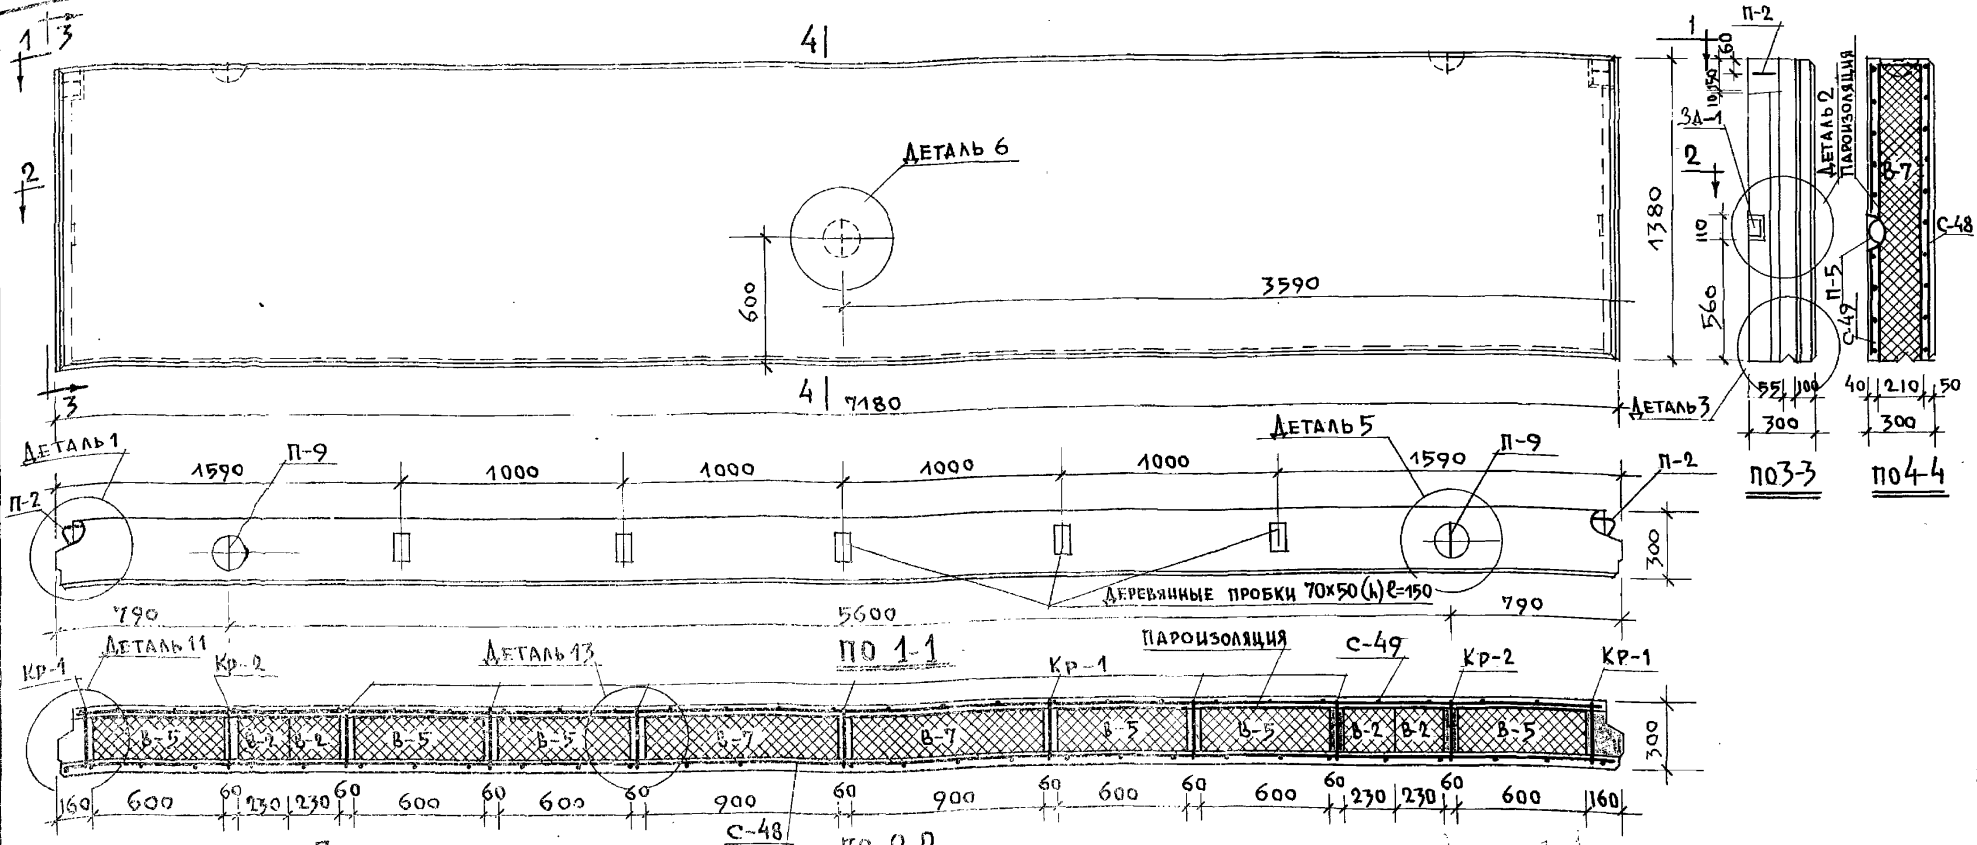 1 3
4
1
П-2
60
150
10
ЗА-1
2
ДЕТАЛЬ 2
ПАРОИЗОЛЯЦИЯ
В-7
2
ДЕТАЛЬ 6
1380
110
С-48
П-5
600
3590
560
С-49
3
4
7180
55 100
40 210 50
ДЕТАЛЬ 3
300
300
ПО 3-3
ПО 4-4
ДЕТАЛЬ 1
ДЕТАЛЬ 5
1590 П-9 1000 1000 1000 1000 1590 П-9 П-2
П-2
300
ДЕРЕВЯННЫЕ ПРОБКИ 70×50(h) ℓ=150
790 5600 790
ПО 1-1
ДЕТАЛЬ 11
Кр-1 Кр-2
ДЕТАЛЬ 13
Кр-1
ПАРОИЗОЛЯЦИЯ
С-49
Кр-2 Кр-1
В-5 В-2 В-2 В-5 В-5 В-7 В-7 В-5 В-5 В-2 В-2 В-5
300
160 600 60 230 230 60 600 60 600 60 900 60 900 60 600 60 600 60 230 230 60 600 160
С-48